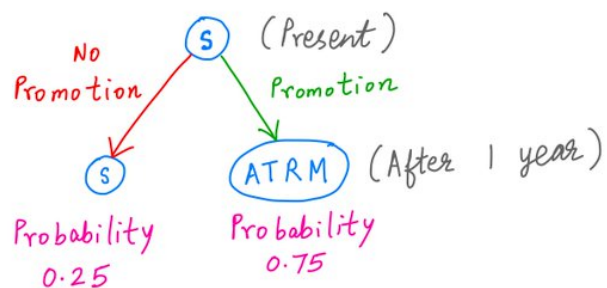 S (Present)
No
Promotion
Promotion
S
ATRM (After 1 year)
Probability
0.25
Probability
0.75